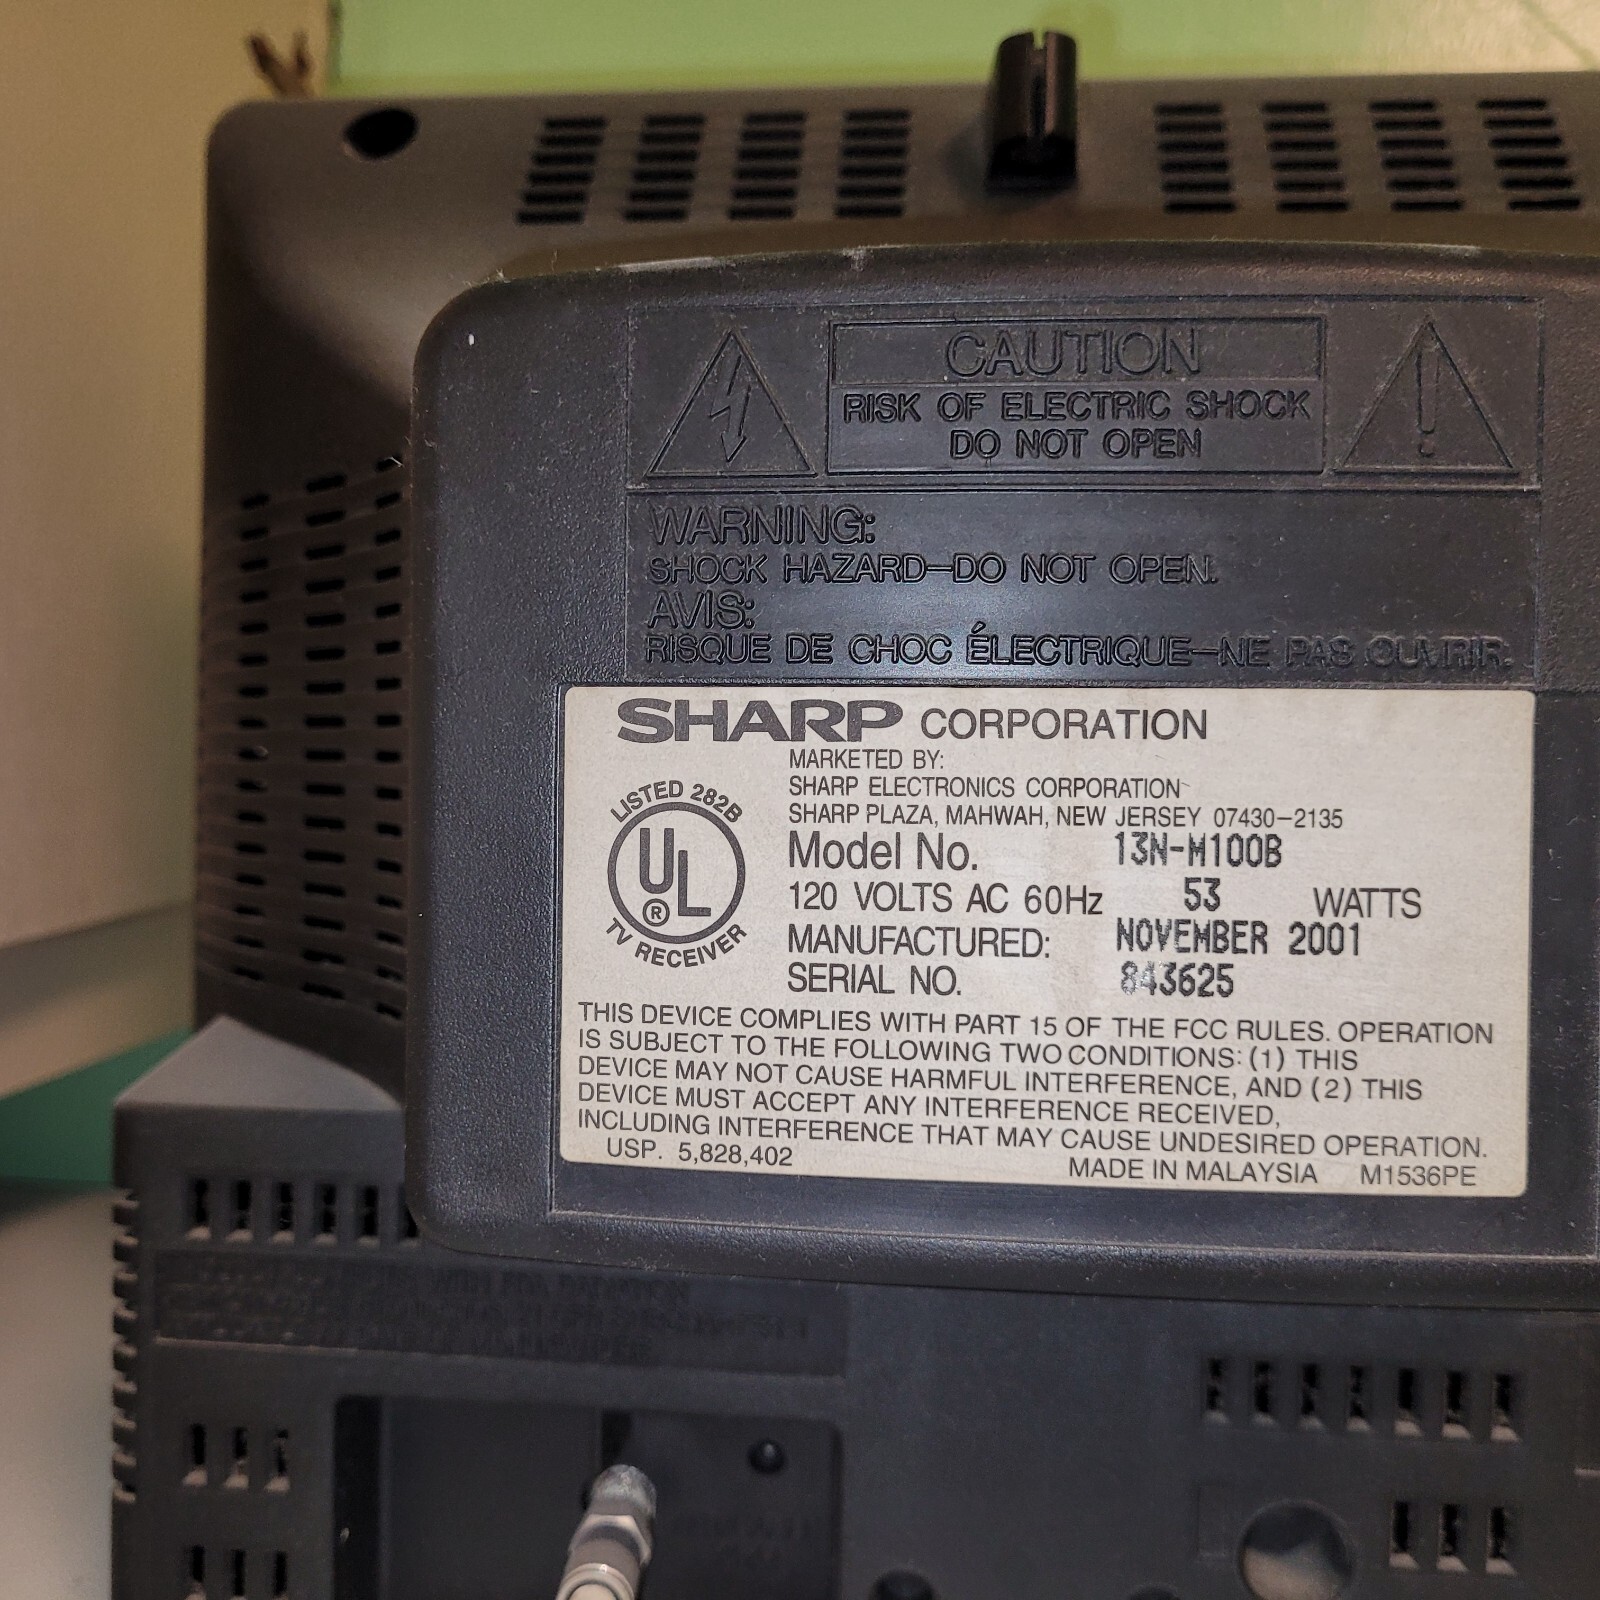 CAUTION
RISK OF ELECTRIC SHOCK
DO NOT OPEN
WARNING:
SHOCK HAZARD—DO NOT OPEN.
AVIS:
RISQUE DE CHOC ÉLECTRIQUE—NE PAS OUVRIR.
SHARP CORPORATION
MARKETED BY:
SHARP ELECTRONICS CORPORATION
SHARP PLAZA, MAHWAH, NEW JERSEY 07430-2135
LISTED 282B
UL
®
TV RECEIVER
Model No. 13N-M100B
120 VOLTS AC 60Hz 53 WATTS
MANUFACTURED: NOVEMBER 2001
SERIAL NO. 843625
THIS DEVICE COMPLIES WITH PART 15 OF THE FCC RULES. OPERATION
IS SUBJECT TO THE FOLLOWING TWO CONDITIONS: (1) THIS
DEVICE MAY NOT CAUSE HARMFUL INTERFERENCE, AND (2) THIS
DEVICE MUST ACCEPT ANY INTERFERENCE RECEIVED,
INCLUDING INTERFERENCE THAT MAY CAUSE UNDESIRED OPERATION.
USP. 5,828,402
MADE IN MALAYSIA M1536PE